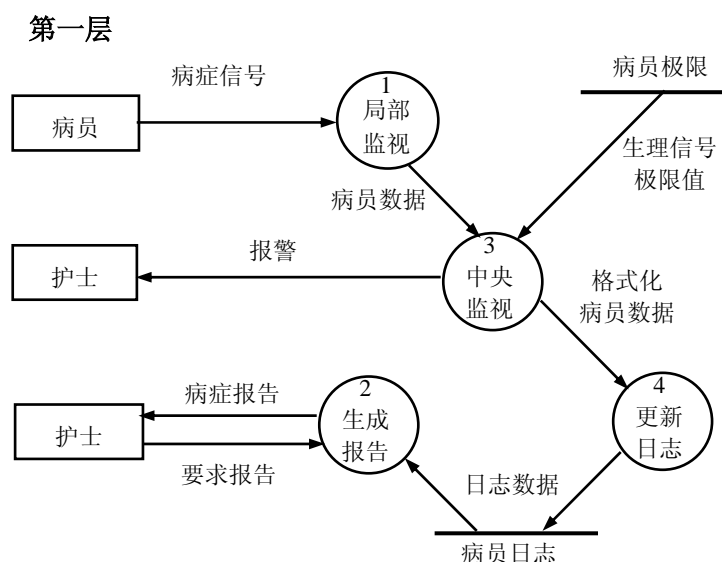 第一层
病症信号
病员极限
1
局部
监视
病员
生理信号
极限值
病员数据
3
中央
监视
报警
护士
格式化
病员数据
2
生成
报告
病症报告
护士
要求报告
4
更新
日志
日志数据
病员日志